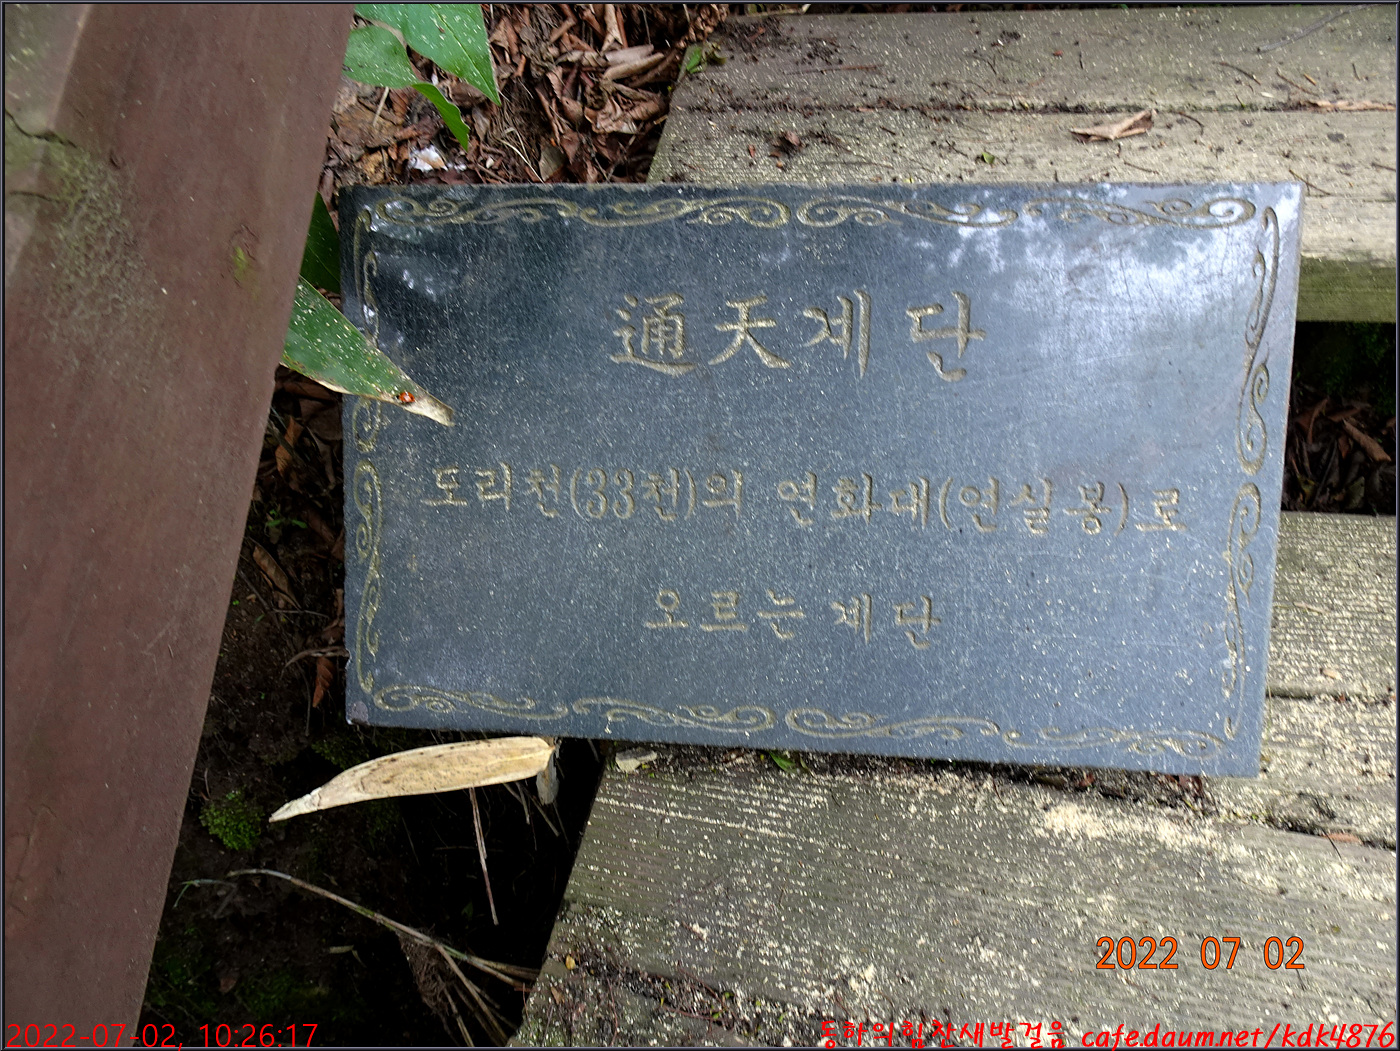 通天계단
도리천(33천)의 연화대(연실봉)로
오르는 계단
2022 07 02
2022-07-02, 10:26:17
동하의힘찬새발걸음 cafe.daum.net/kdk4876